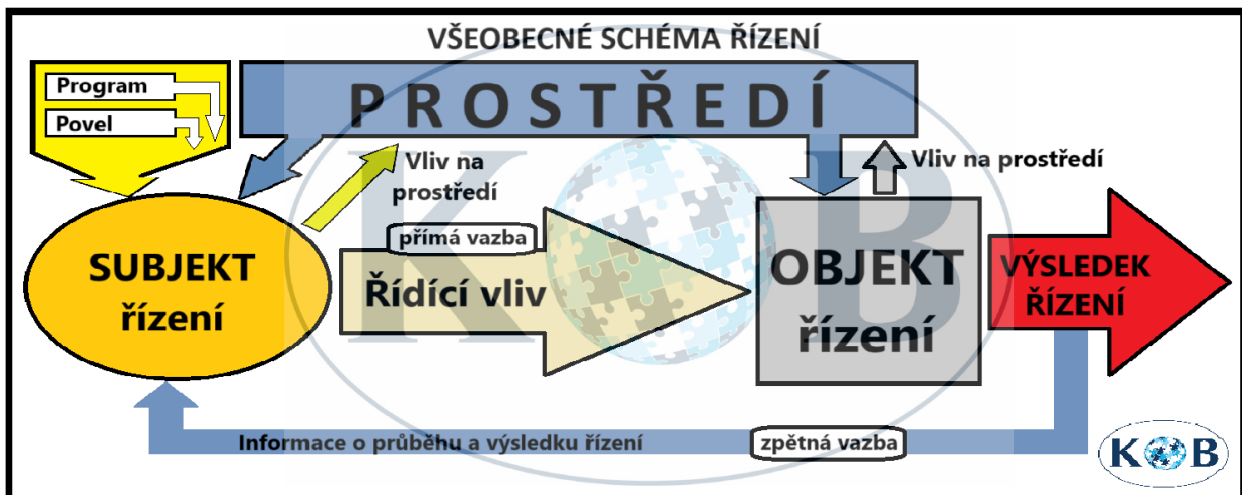 VŠEOBECNÉ SCHÉMA ŘÍZENÍ
Program
Povel
PROSTŘEDÍ
Vliv na
prostředí
Vliv na prostředí
SUBJEKT
řízení
přímá vazba
Řídící vliv
OBJEKT
řízení
VÝSLEDEK
ŘÍZENÍ
Informace o průběhu a výsledku řízení
zpětná vazba
K B
K B